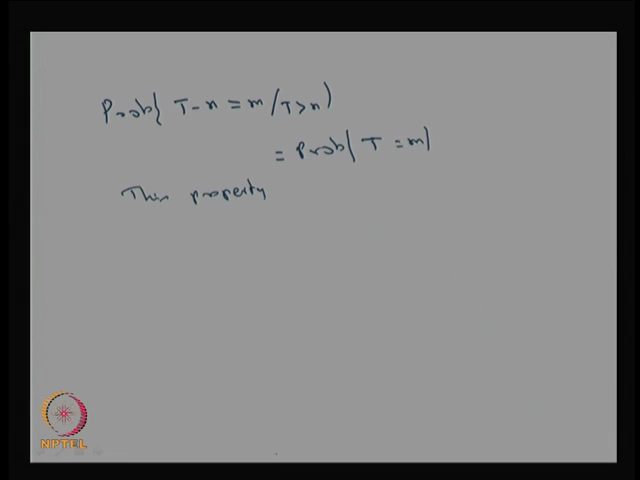 Prob{ T-n = m / T>n)
= Prob( T = m)
This property
NPTEL